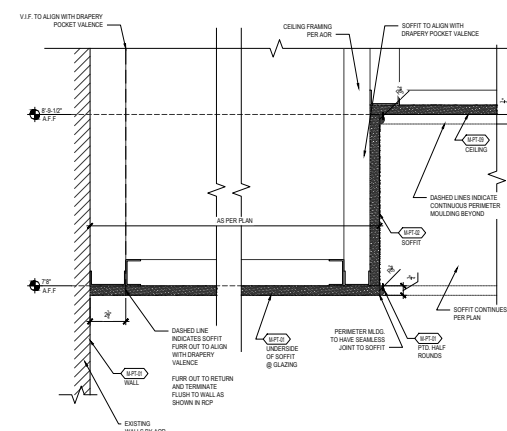 V.I.F. TO ALIGN WITH DRAPERY
POCKET VALENCE
CEILING FRAMING
PER AOR
SOFFIT TO ALIGN WITH
DRAPERY POCKET VALENCE
8'-9-1/2"
A.F.F
M-PT-03
CEILING
DASHED LINES INDICATE
CONTINUOUS PERIMETER
MOULDING BEYOND
AS PER PLAN
M-PT-02
SOFFIT
7'8"
A.F.F
SOFFIT CONTINUES
PER PLAN
DASHED LINE
INDICATES SOFFIT
FURR OUT TO ALIGN
WITH DRAPERY
VALENCE
FURR OUT TO RETURN
AND TERMINATE
FLUSH TO WALL AS
SHOWN IN RCP
M-PT-01
UNDERSIDE
OF SOFFIT
@ GLAZING
PERIMETER MLDG.
TO HAVE SEAMLESS
JOINT TO SOFFIT
M-PT-01
PTD. HALF
ROUNDS
M-PT-01
WALL
EXISTING